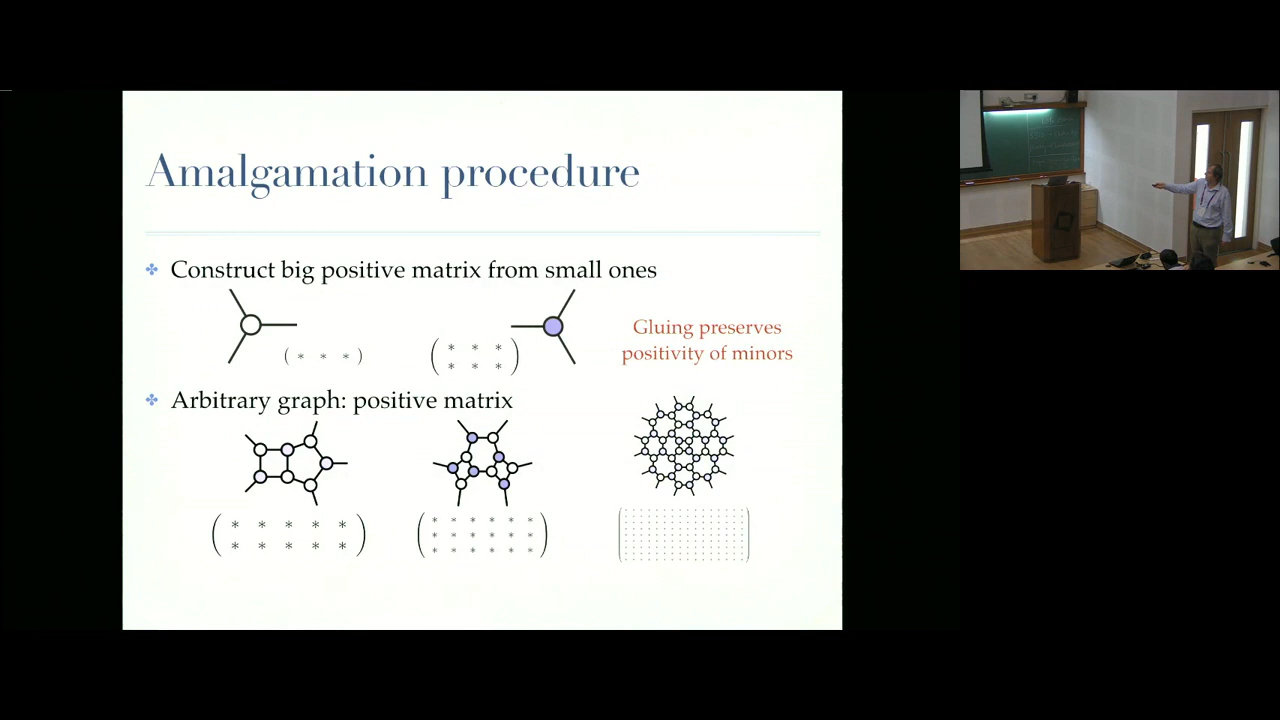 Amalgamation procedure
Construct big positive matrix from small ones
( * * * )
* * *
* * *
Gluing preserves
positivity of minors
Arbitrary graph: positive matrix
* * * * *
* * * * *
* * * * * *
* * * * * *
* * * * * *